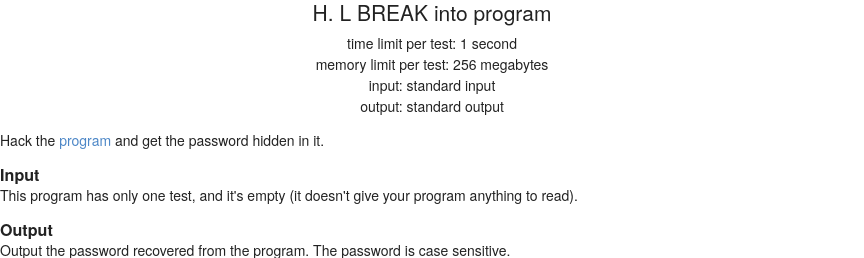 H. L BREAK into program
time limit per test: 1 second
memory limit per test: 256 megabytes
input: standard input
output: standard output
Hack the program and get the password hidden in it.
Input
This program has only one test, and it's empty (it doesn't give your program anything to read).
Output
Output the password recovered from the program. The password is case sensitive.